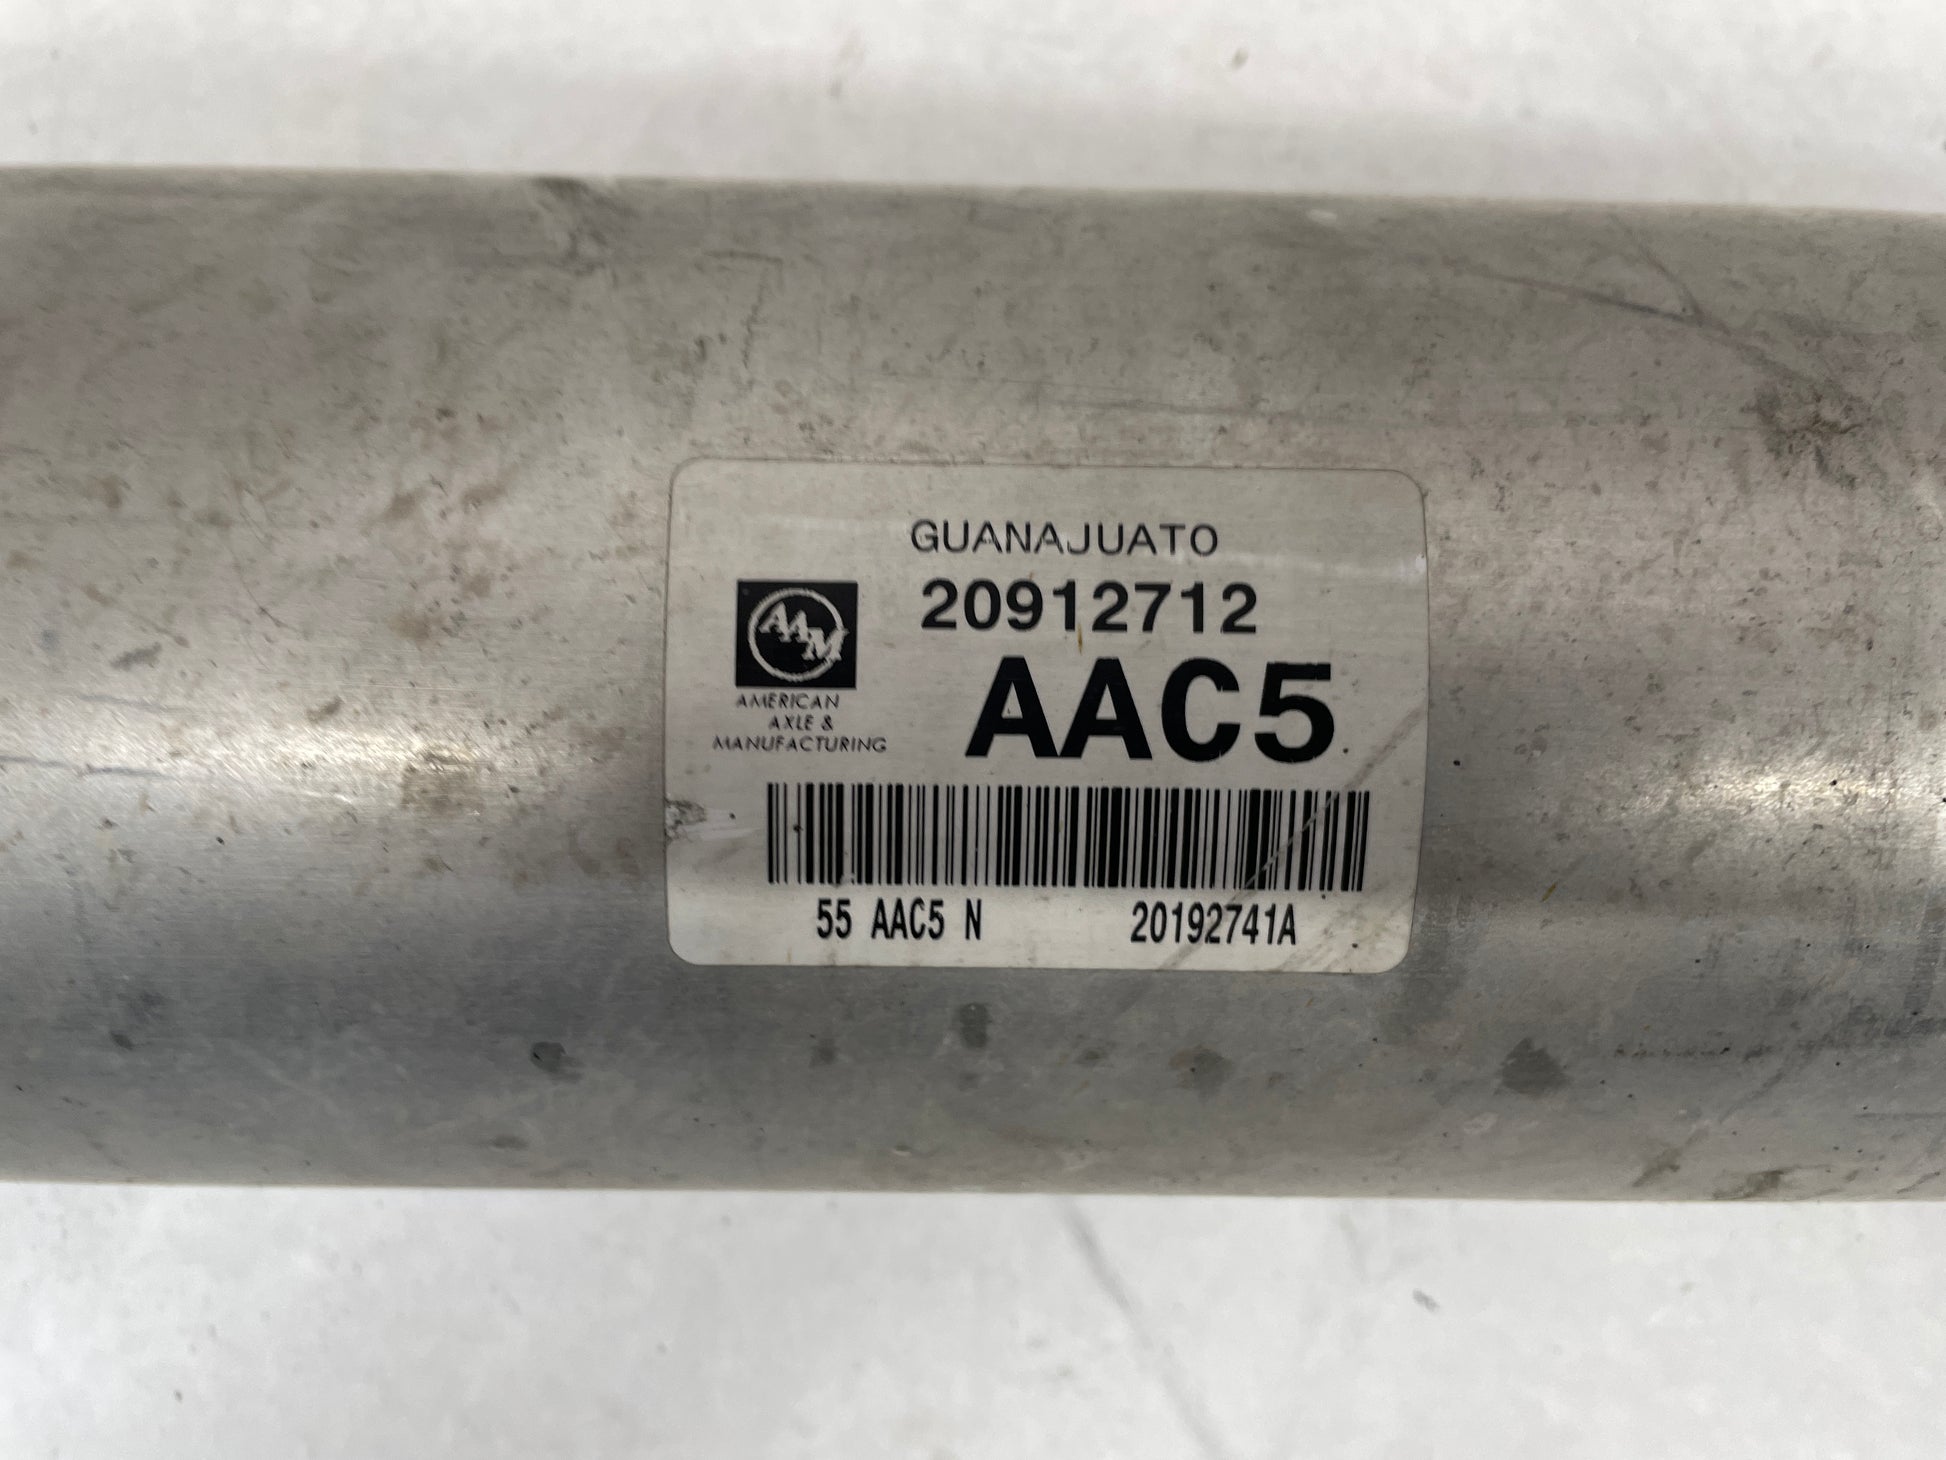 GUANAJUATO
20912712
AAM
AMERICAN
AXLE &
MANUFACTURING
AAC5
55 AAC5 N 20192741A